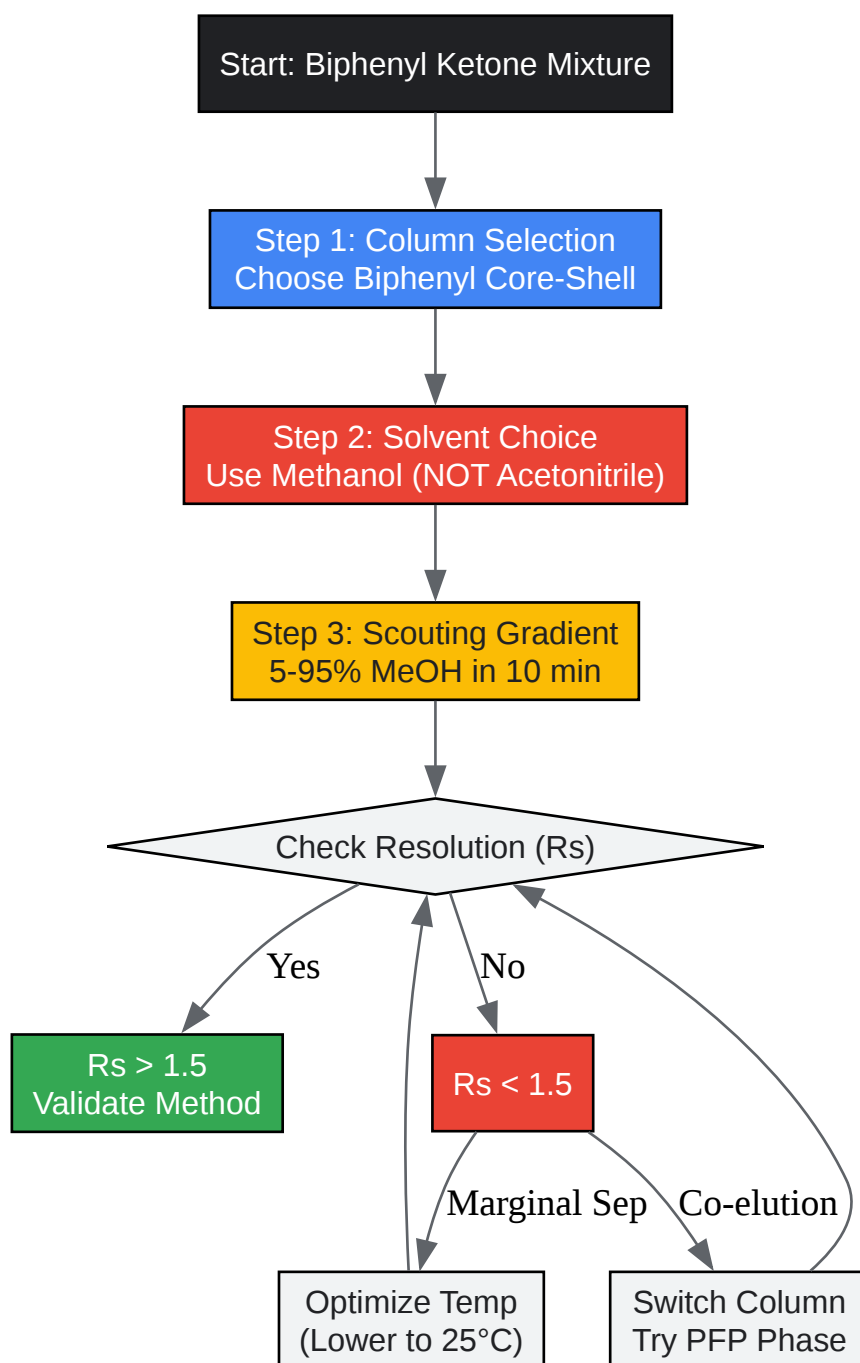 Start: Biphenyl Ketone Mixture
Step 1: Column Selection
Choose Biphenyl Core-Shell
Step 2: Solvent Choice
Use Methanol (NOT Acetonitrile)
Step 3: Scouting Gradient
5-95% MeOH in 10 min
Check Resolution (Rs)
Yes
No
Rs > 1.5
Validate Method
Rs < 1.5
Marginal Sep
Co-elution
Optimize Temp
(Lower to 25°C)
Switch Column
Try PFP Phase